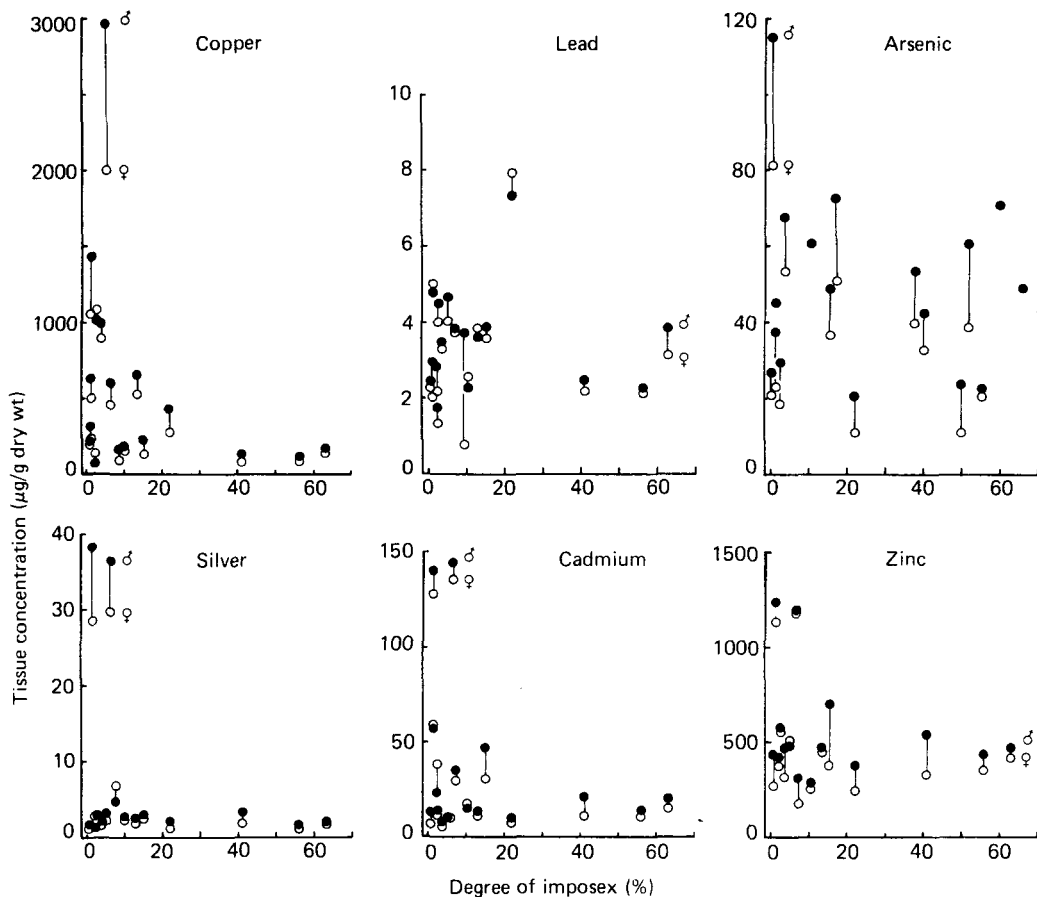 Copper
Lead
Arsenic
3000
2000
1000
0
♂
♀
0 20 40 60
10
8
6
4
2
0
♂
♀
0 20 40 60
120
80
40
0
♂
♀
0 20 40 60
Tissue concentration (μg/g dry wt)
Silver
Cadmium
Zinc
40
30
20
10
0
♂
♀
0 20 40 60
150
100
50
0
♂
♀
0 20 40 60
1500
1000
500
0
♂
♀
0 20 40 60
Degree of imposex (%)